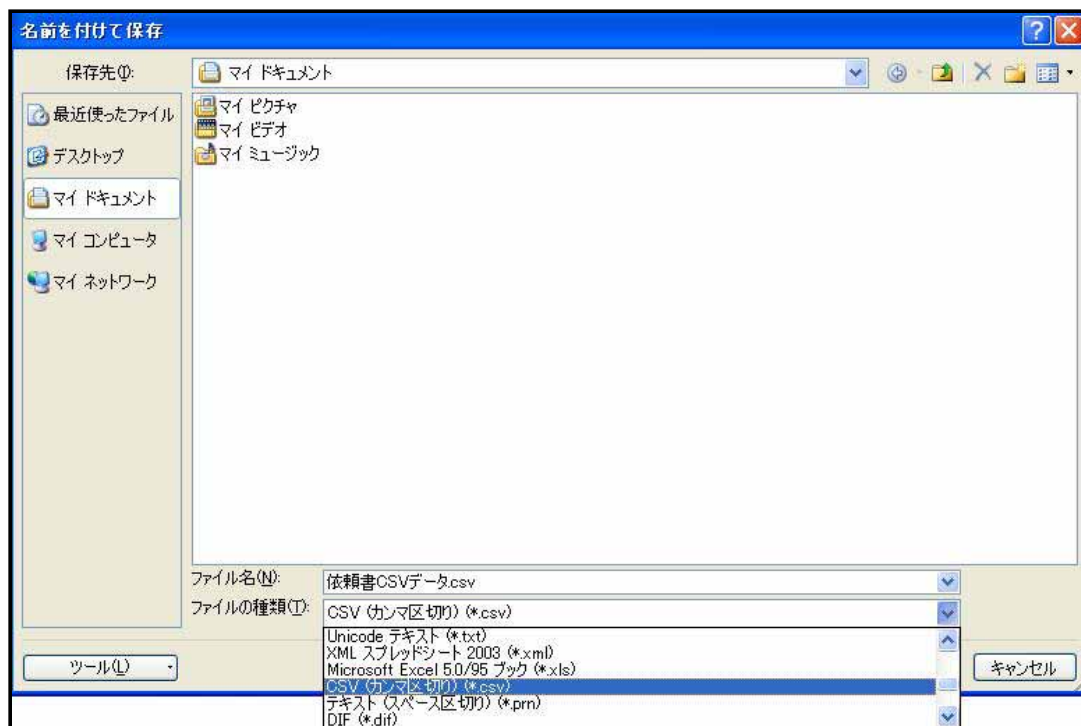 名前を付けて保存
保存先(I):
マイ ドキュメント
最近使ったファイル
デスクトップ
マイ ドキュメント
マイ コンピュータ
マイ ネットワーク
マイ ピクチャ
マイ ビデオ
マイ ミュージック
ファイル名(N):
依頼書CSVデータ.csv
ファイルの種類(T):
CSV (カンマ区切り) (*.csv)
Unicode テキスト (*.txt)
XML スプレッドシート 2003 (*.xml)
Microsoft Excel 5.0/95 ブック (*.xls)
CSV (カンマ区切り) (*.csv)
テキスト (スペース区切り) (*.prn)
DIF (*.dif)
ツール(L)
キャンセル